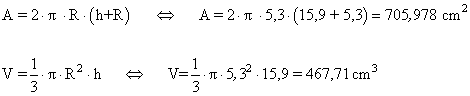 A = 2 · π · R · (h+R) ⇔ A = 2 · π · 5,3 · (15,9 + 5,3) = 705,978 cm²
V = 1/3 · π · R² · h ⇔ V= 1/3 · π · 5,3² · 15,9 = 467,71 cm³